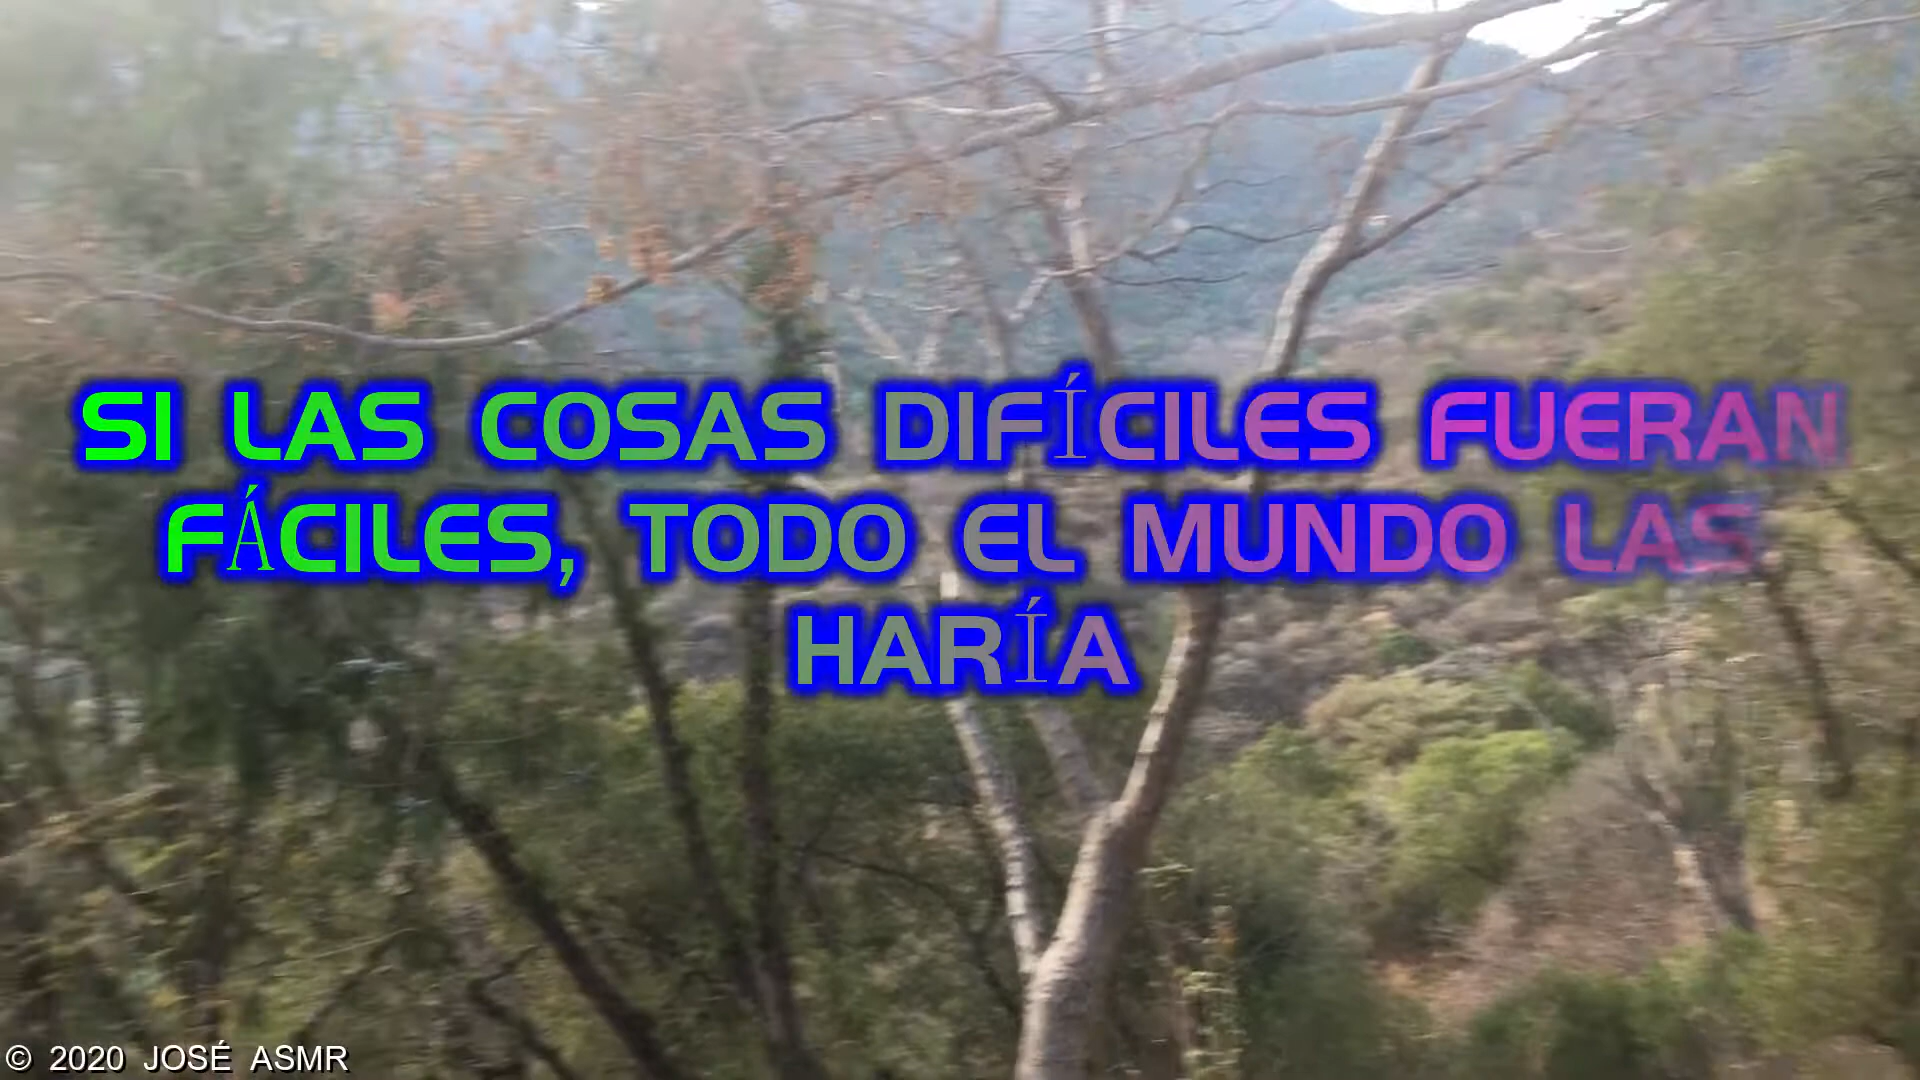 SI LAS COSAS DIFÍCILES FUERAN
FÁCILES, TODO EL MUNDO LAS
HARÍA
© 2020 JOSÉ ASMR